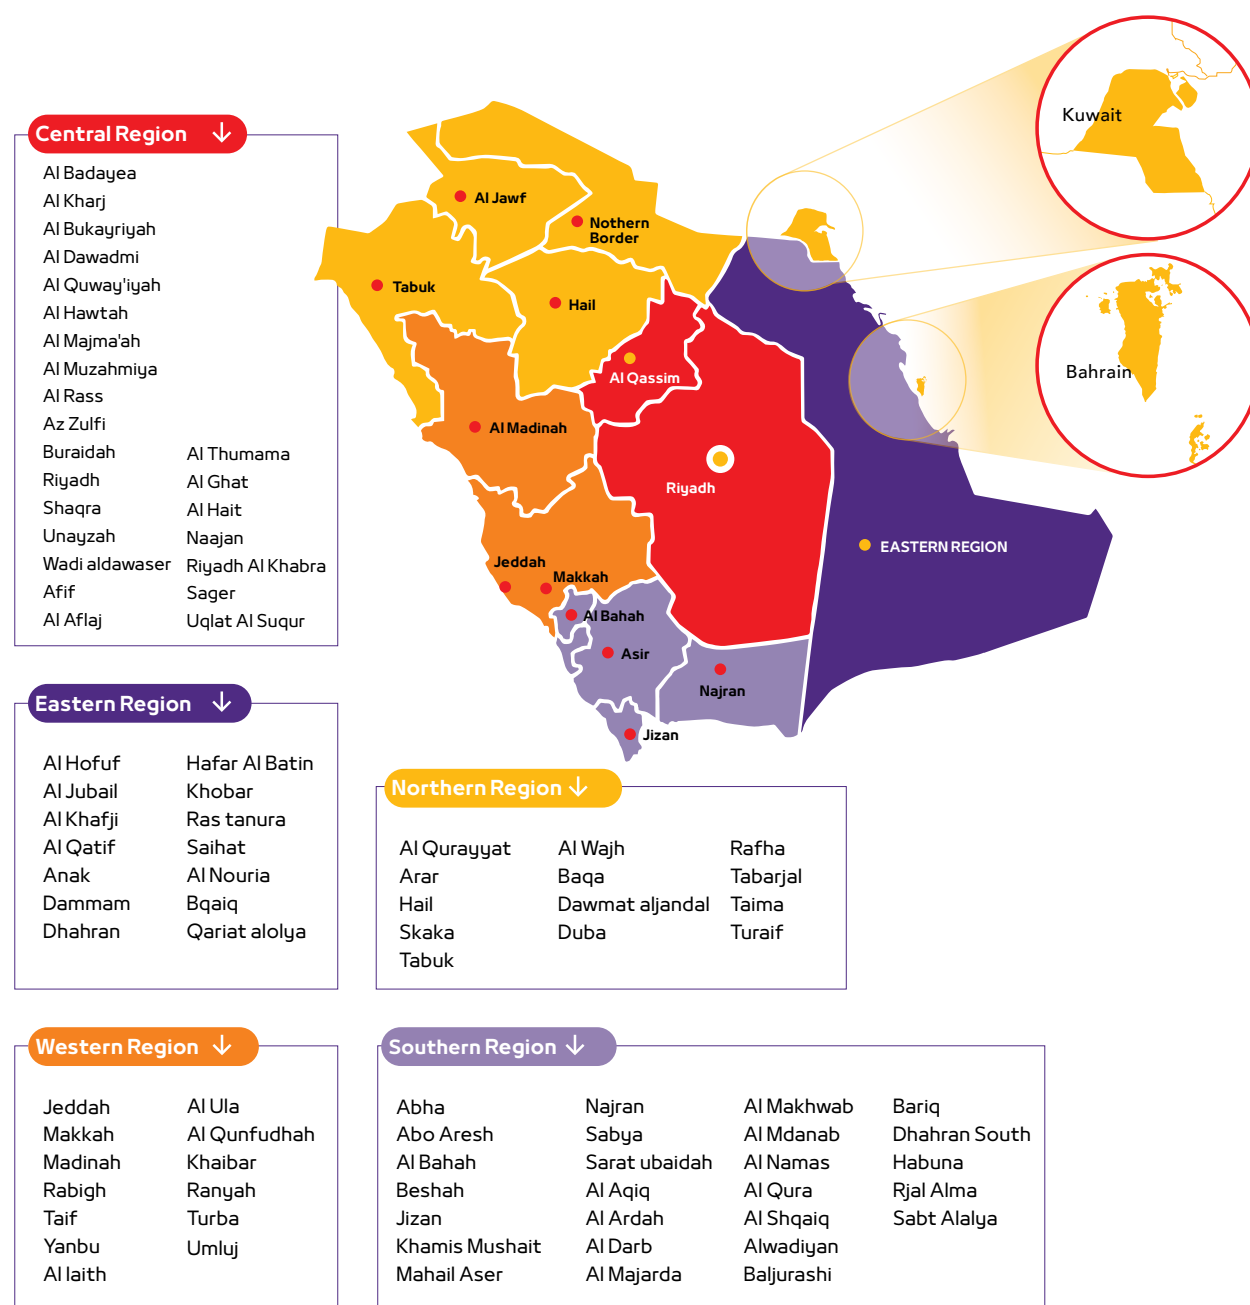 Kuwait
Bahrain
Al Jawf
Nothern
Border
Tabuk
Hail
Al Qassim
Al Madinah
Riyadh
EASTERN REGION
Jeddah
Makkah
Al Bahah
Asir
Najran
Jizan
Central Region ↓
Al Badayea
Al Kharj
Al Bukayriyah
Al Dawadmi
Al Quway'iyah
Al Hawtah
Al Majma'ah
Al Muzahmiya
Al Rass
Az Zulfi
Buraidah
Riyadh
Shaqra
Unayzah
Wadi aldawaser
Afif
Al Aflaj
Al Thumama
Al Ghat
Al Hait
Naajan
Riyadh Al Khabra
Sager
Uqlat Al Suqur
Eastern Region ↓
Al Hofuf
Al Jubail
Al Khafji
Al Qatif
Anak
Dammam
Dhahran
Hafar Al Batin
Khobar
Ras tanura
Saihat
Al Nouria
Bqaiq
Qariat alolya
Northern Region ↓
Al Qurayyat
Arar
Hail
Skaka
Tabuk
Al Wajh
Baqa
Dawmat aljandal
Duba
Rafha
Tabarjal
Taima
Turaif
Western Region ↓
Jeddah
Makkah
Madinah
Rabigh
Taif
Yanbu
Al laith
Al Ula
Al Qunfudhah
Khaibar
Ranyah
Turba
Umluj
Southern Region ↓
Abha
Abo Aresh
Al Bahah
Beshah
Jizan
Khamis Mushait
Mahail Aser
Najran
Sabya
Sarat ubaidah
Al Aqiq
Al Ardah
Al Darb
Al Majarda
Al Makhwab
Al Mdanab
Al Namas
Al Qura
Al Shqaiq
Alwadiyan
Baljurashi
Bariq
Dhahran South
Habuna
Rjal Alma
Sabt Alalya